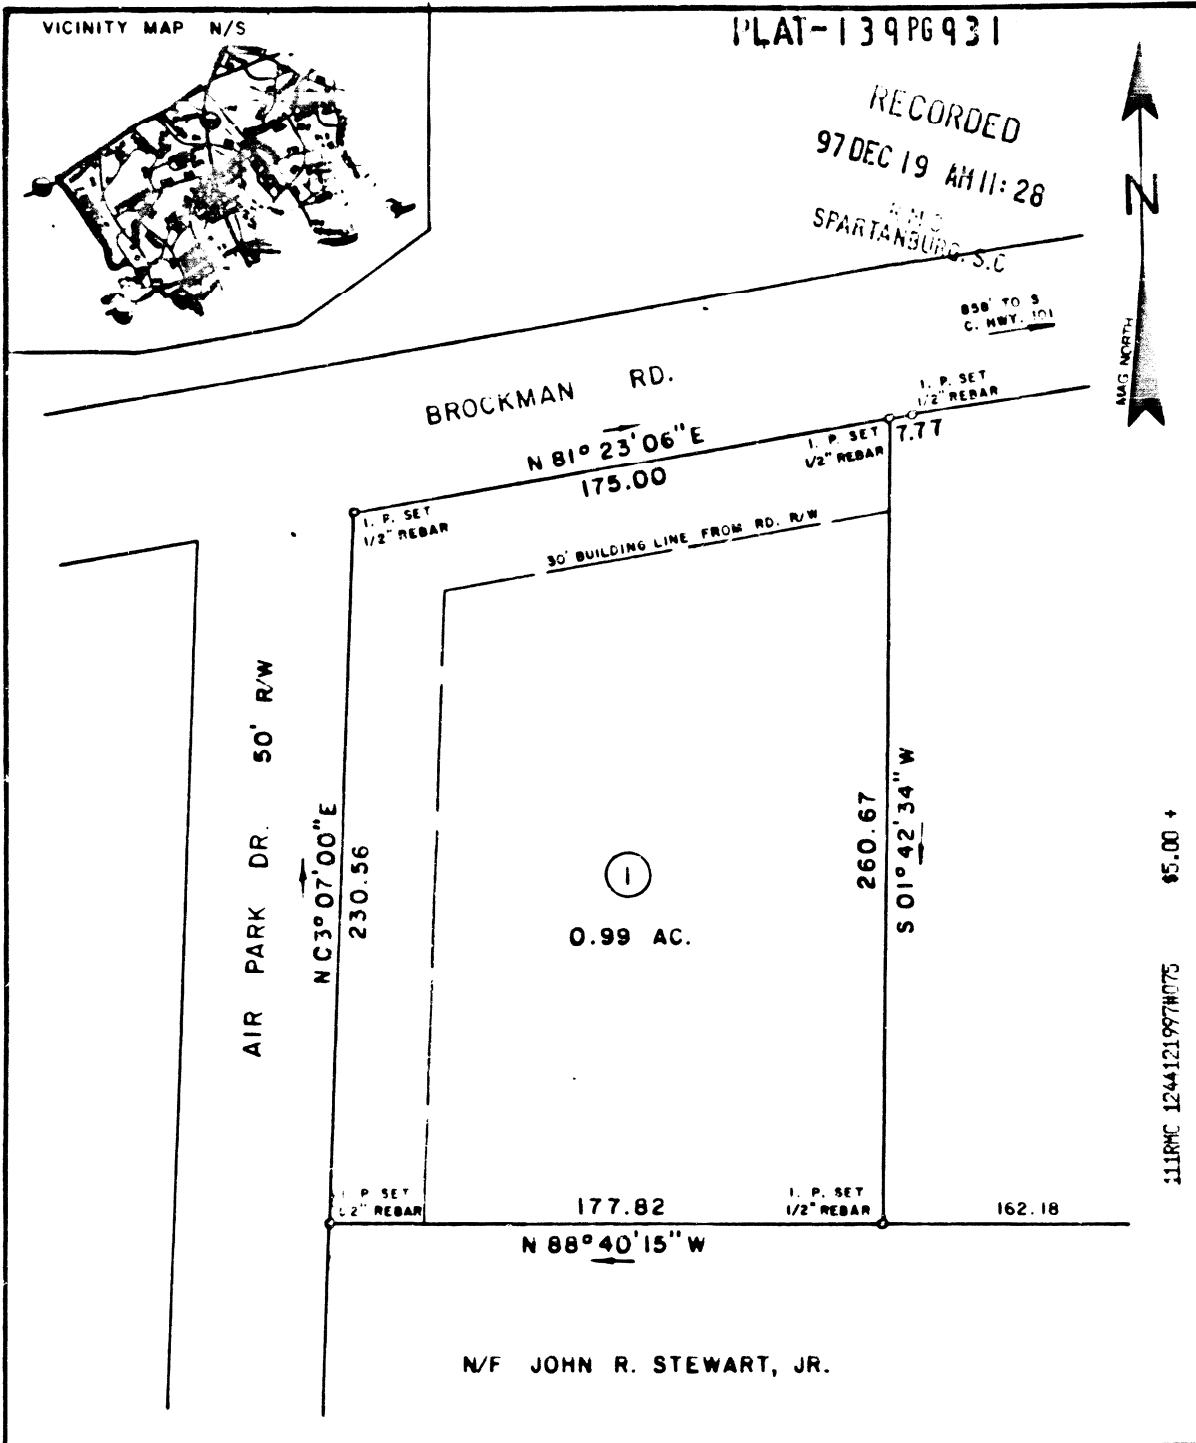 VICINITY MAP N/S
PLAT-139PG931
RECORDED
97 DEC 19 AM 11:28
SPARTANBURG, S.C
858' TO S
C. HWY. 101
N
MAG NORTH
BROCKMAN RD.
I. P. SET
1/2" REBAR
N 81° 23' 06" E
175.00
I. P. SET
1/2" REBAR
7.77
I. P. SET
1/2" REBAR
30' BUILDING LINE FROM RD. R/W
AIR PARK DR. 50' R/W
N 03° 07' 00" E
230.56
1
0.99 AC.
260.67
S 01° 42' 34" W
$5.00 +
111RMC 1244121997#075
P. SET
REBAR
177.82
I. P. SET
1/2" REBAR
162.18
N 88° 40' 15" W
N/F JOHN R. STEWART, JR.